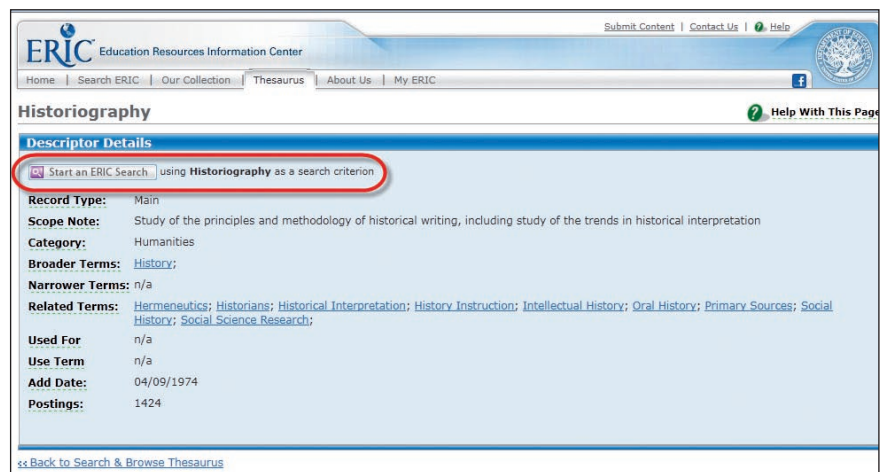 Submit Content | Contact Us | Help
ERIC Education Resources Information Center
Home | Search ERIC | Our Collection | Thesaurus | About Us | My ERIC
f
Historiography
Help With This Page
Descriptor Details
Start an ERIC Search using Historiography as a search criterion
Record Type: Main
Scope Note: Study of the principles and methodology of historical writing, including study of the trends in historical interpretation
Category: Humanities
Broader Terms: History;
Narrower Terms: n/a
Related Terms: Hermeneutics; Historians; Historical Interpretation; History Instruction; Intellectual History; Oral History; Primary Sources; Social
History; Social Science Research;
Used For n/a
Use Term n/a
Add Date: 04/09/1974
Postings: 1424
<< Back to Search & Browse Thesaurus